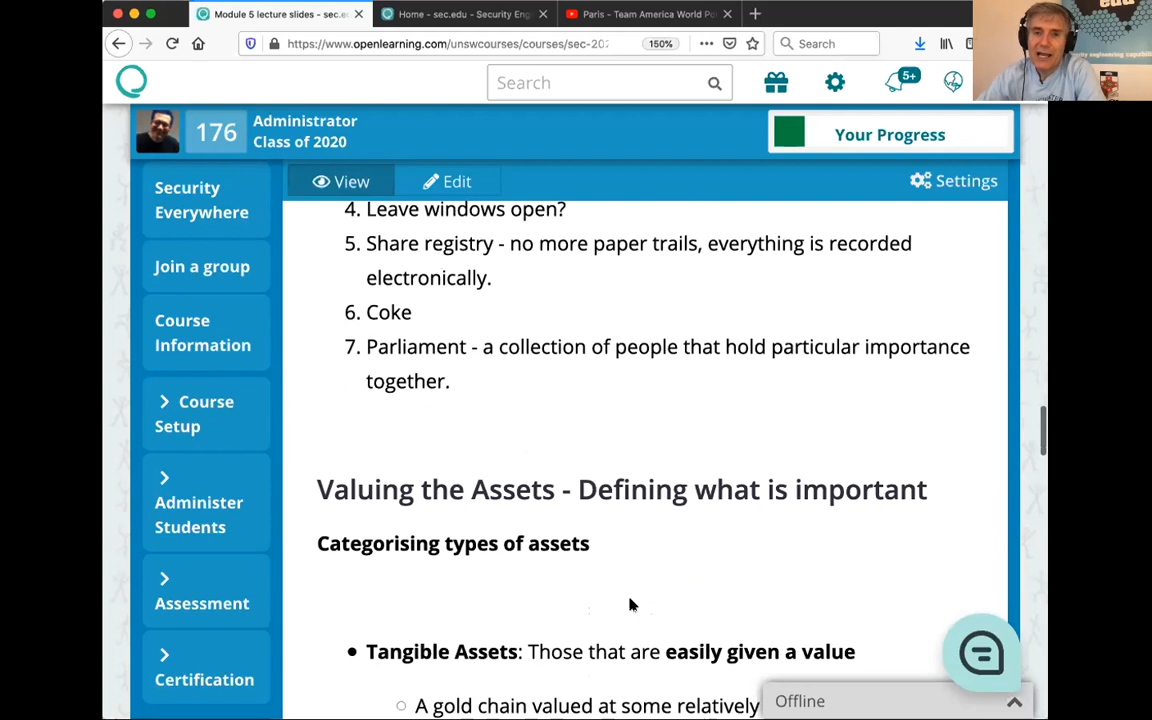 Module 5 lecture slides - sec.e
Home - sec.edu - Security Eng
Paris - Team America World Po
https://www.openlearning.com/unswcourses/courses/sec-20
150%
Search
Search
5+
176
Administrator
Class of 2020
Your Progress
View
Edit
Settings
Security
Everywhere
Join a group
Course
Information
Course
Setup
Administer
Students
Assessment
Certification
4. Leave windows open?
5. Share registry - no more paper trails, everything is recorded
electronically.
6. Coke
7. Parliament - a collection of people that hold particular importance
together.
Valuing the Assets - Defining what is important
Categorising types of assets
Tangible Assets: Those that are easily given a value
A gold chain valued at some relatively
Offline